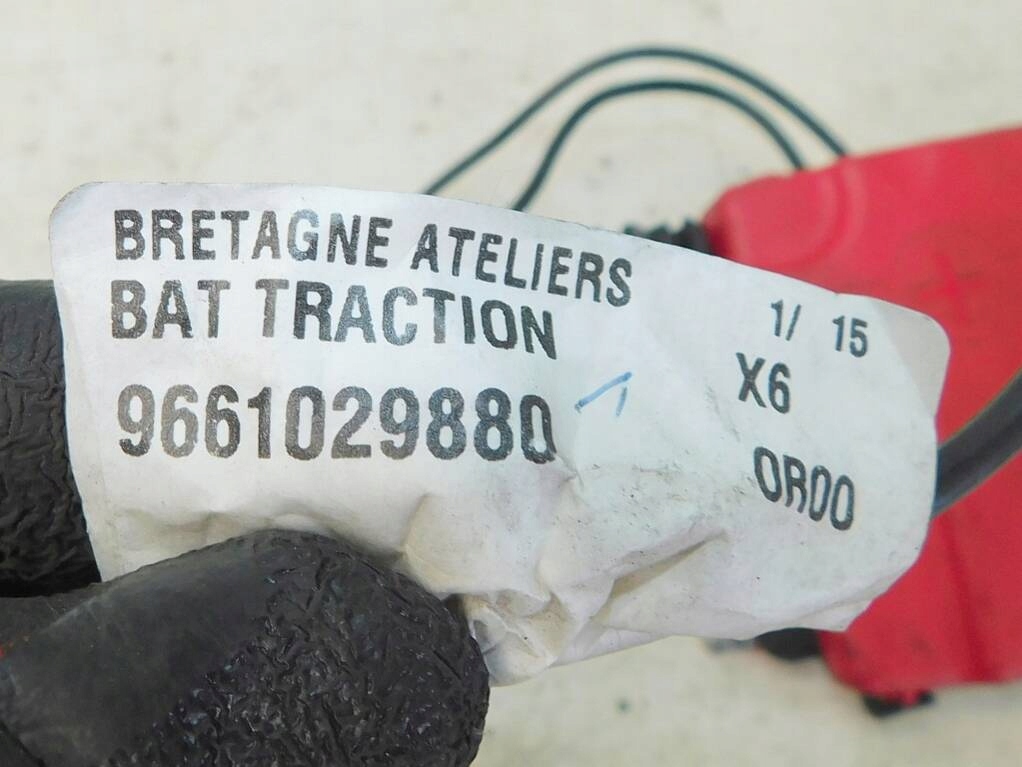 BRETAGNE ATELIERS
BAT TRACTION
1/ 15
X6
9661029880
0R00